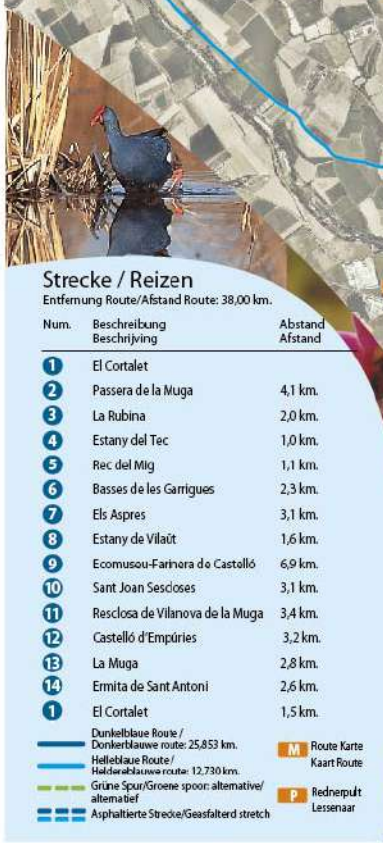 Strecke / Reizen
Entfernung Route/Afstand Route: 38,00 km.
Num. Beschreibung Abstand
Beschrijving Afstand
1 El Cortalet
2 Passera de la Muga 4,1 km.
3 La Rubina 2,0 km.
4 Estany del Tec 1,0 km.
5 Rec del Mig 1,1 km.
6 Basses de les Garrigues 2,3 km.
7 Els Aspres 3,1 km.
8 Estany de Vilaüt 1,6 km.
9 Ecomuseu-Farinera de Castelló 6,9 km.
10 Sant Joan Sescloses 3,1 km.
11 Resclosa de Vilanova de la Muga 3,4 km.
12 Castelló d'Empúries 3,2 km.
13 La Muga 2,8 km.
14 Ermita de Sant Antoni 2,6 km.
1 El Cortalet 1,5 km.
Dunkelblaue Route /
Donkerblauwe route: 25,853 km.
Helleblaue Route /
Heldereblauwe route: 12,730 km.
Grüne Spur/Groene spoor: alternative/
alternatief
Asphaltierte Strecke/Geasfalterd stretch
M Route Karte
Kaart Route
P Rednerpult
Lessenaar